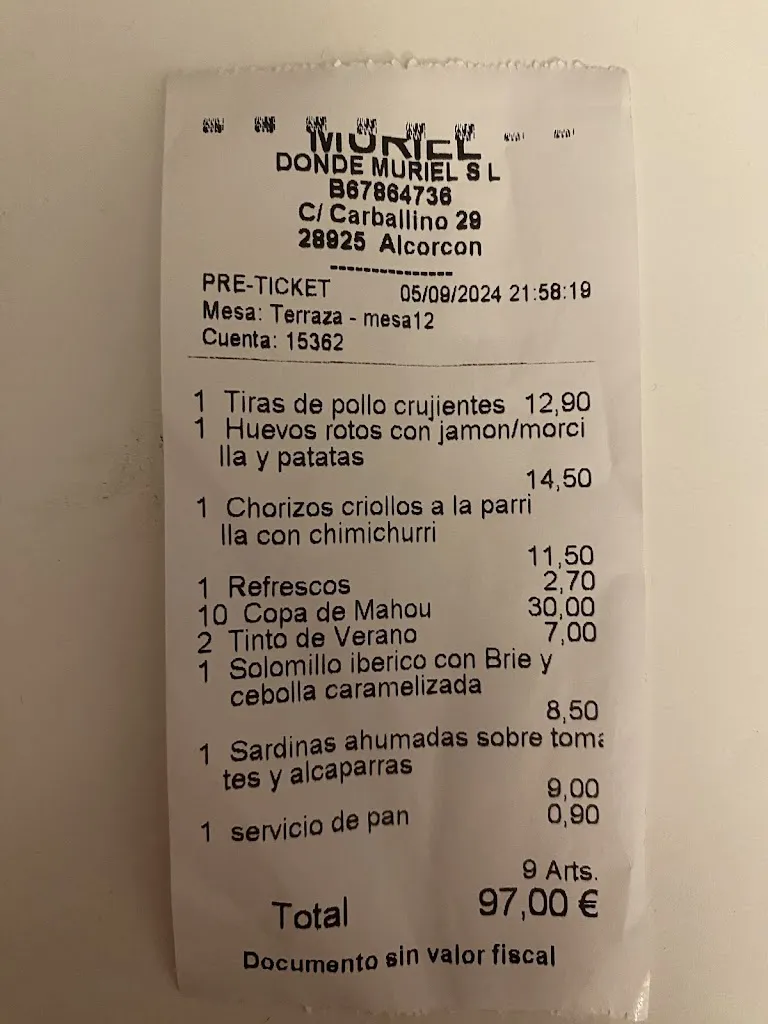 MURIEL
DONDE MURIEL S L
B67864736
C/ Carballino 29
28925 Alcorcon
---------------
PRE-TICKET 05/09/2024 21:58:19
Mesa: Terraza - mesa12
Cuenta: 15362
1 Tiras de pollo crujientes 12,90
1 Huevos rotos con jamon/morci
lla y patatas
14,50
1 Chorizos criollos a la parri
lla con chimichurri
11,50
1 Refrescos 2,70
10 Copa de Mahou 30,00
2 Tinto de Verano 7,00
1 Solomillo iberico con Brie y
cebolla caramelizada
8,50
1 Sardinas ahumadas sobre toma
tes y alcaparras
9,00
1 servicio de pan 0,90
9 Arts.
Total 97,00 €
Documento sin valor fiscal